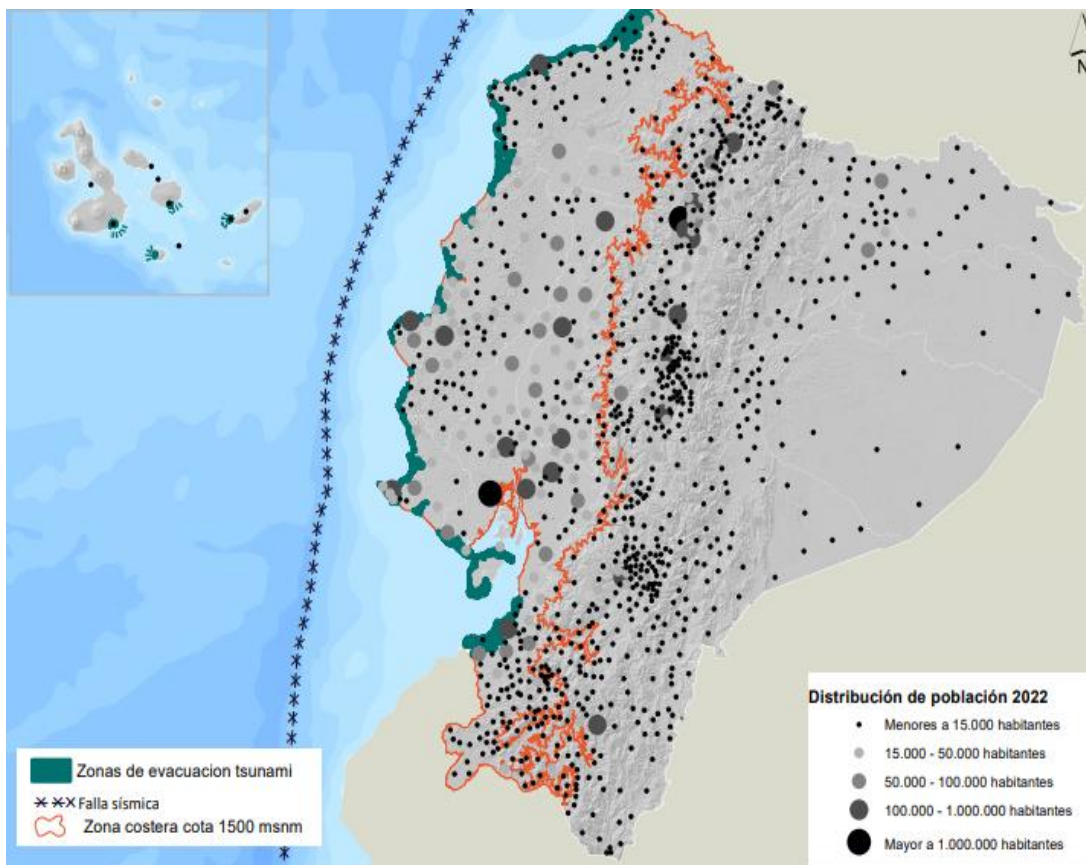 N
Zonas de evacuacion tsunami
Falla sísmica
Zona costera cota 1500 msnm
Distribución de población 2022
Menores a 15.000 habitantes
15.000 - 50.000 habitantes
50.000 - 100.000 habitantes
100.000 - 1.000.000 habitantes
Mayor a 1.000.000 habitantes